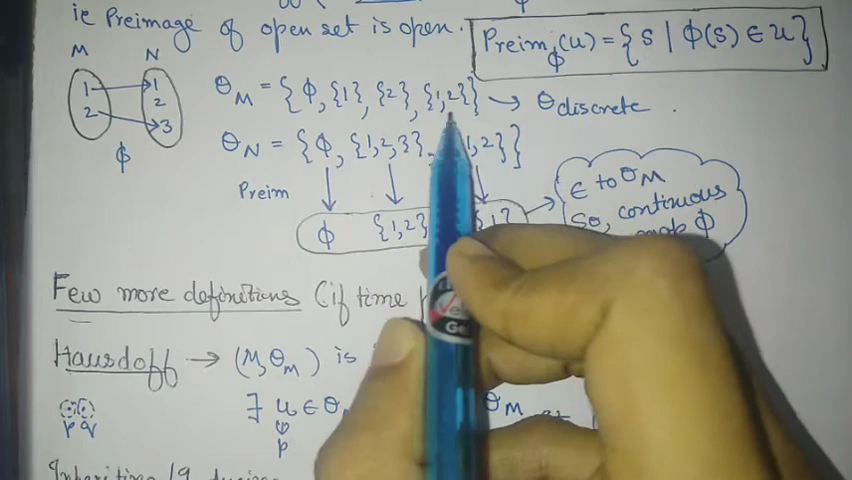 ie Preimage of open set is open.
Preim_ϕ(u) = {s | ϕ(s) ∈ u}
M N
1 1
2 2
3
ϕ
θ_M = {ϕ, {1}, {2}, {1,2}} → θ_discrete .
θ_N = {ϕ, {1,2,3}, 1,2}}
Preim
ϕ {1,2} {1}
∈ to θ_M
So, continuous
ϕ
Few more definitions (if time
Hausdoff → (M,θ_M) is
∃ u ∈ θ θ_M
p q
p